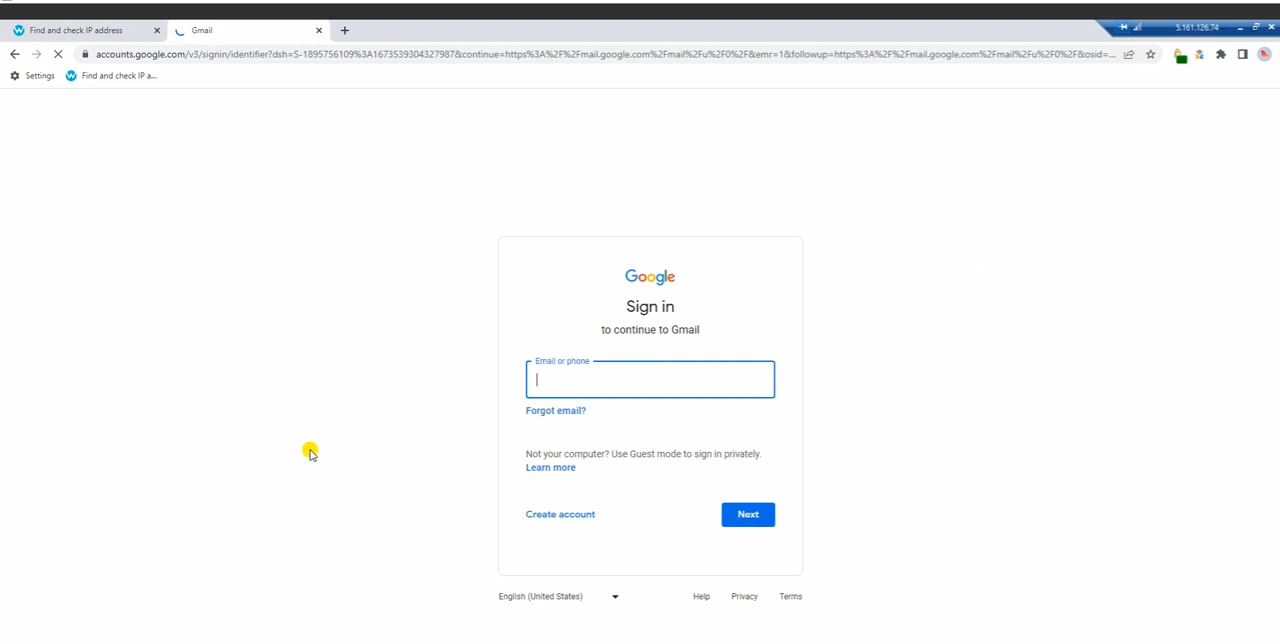 Find and check IP address
Gmail
5.161.126.74
accounts.google.com/v3/signin/identifier?dsh=S-1895756109%3A1673539304327987&continue=https%3A%2F%2Fmail.google.com%2Fmail%2Fu%2F0%2F&emr=1&followup=https%3A%2F%2Fmail.google.com%2Fmail%2Fu%2F0%2F&osid=...
Settings
Find and check IP a...
Google
Sign in
to continue to Gmail
Email or phone
Forgot email?
Not your computer? Use Guest mode to sign in privately.
Learn more
Create account
Next
English (United States)
Help
Privacy
Terms